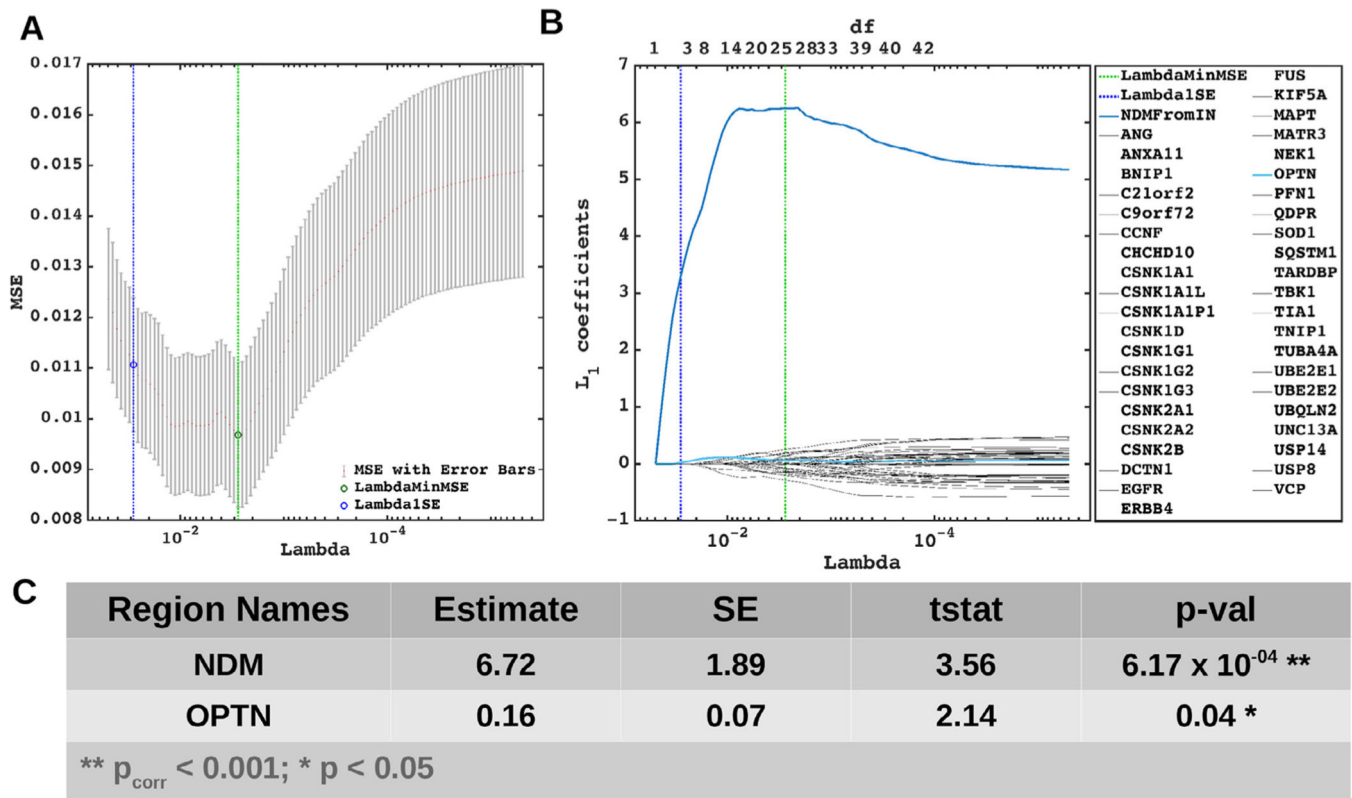 A
0.017
0.016
0.015
0.014
0.013
0.012
0.011
0.01
0.009
0.008
MSE
10-2
10-4
Lambda
MSE with Error Bars
LambdaMinMSE
Lambda1SE
B
df
1 3 8 14 20 25 28 33 39 40 42
7
6
5
4
3
2
1
0
-1
L1 coefficients
10-2
10-4
Lambda
LambdaMinMSE FUS
Lambda1SE KIF5A
NDMFromIN MAPT
ANG MATR3
ANXA11 NEK1
BNIP1 OPTN
C21orf2 PFN1
C9orf72 QDPR
CCNF SOD1
CHCHD10 SQSTM1
CSNK1A1 TARDBP
CSNK1A1L TBK1
CSNK1A1P1 TIA1
CSNK1D TNIP1
CSNK1G1 TUBA4A
CSNK1G2 UBE2E1
CSNK1G3 UBE2E2
CSNK2A1 UBQLN2
CSNK2A2 UNC13A
CSNK2B USP14
DCTN1 USP8
EGFR VCP
ERBB4
C
Region Names Estimate SE tstat p-val
NDM 6.72 1.89 3.56 6.17 x 10-04 **
OPTN 0.16 0.07 2.14 0.04 *
** pcorr < 0.001; * p < 0.05